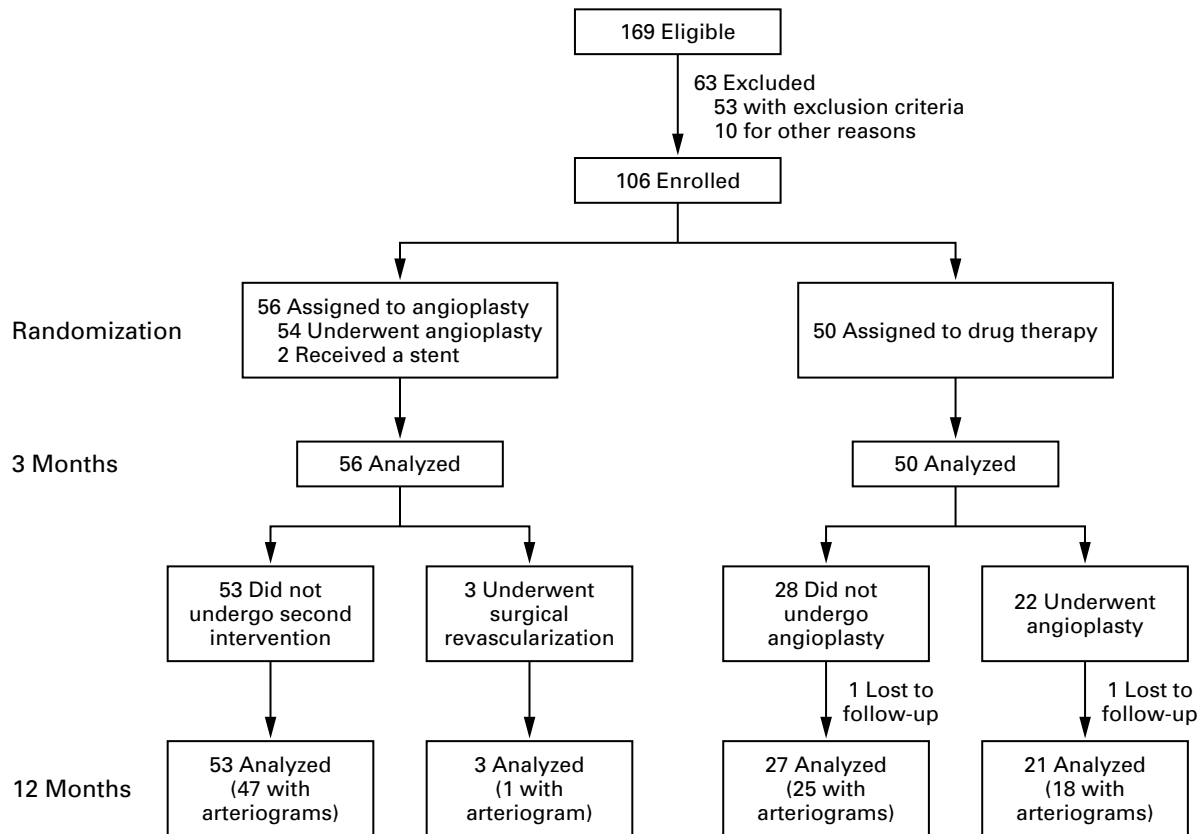 169 Eligible
63 Excluded
53 with exclusion criteria
10 for other reasons
106 Enrolled
Randomization
56 Assigned to angioplasty
54 Underwent angioplasty
2 Received a stent
50 Assigned to drug therapy
3 Months
56 Analyzed
50 Analyzed
53 Did not
undergo second
intervention
3 Underwent
surgical
revascularization
28 Did not
undergo
angioplasty
22 Underwent
angioplasty
1 Lost to
follow-up
1 Lost to
follow-up
12 Months
53 Analyzed
(47 with
arteriograms)
3 Analyzed
(1 with
arteriogram)
27 Analyzed
(25 with
arteriograms)
21 Analyzed
(18 with
arteriograms)